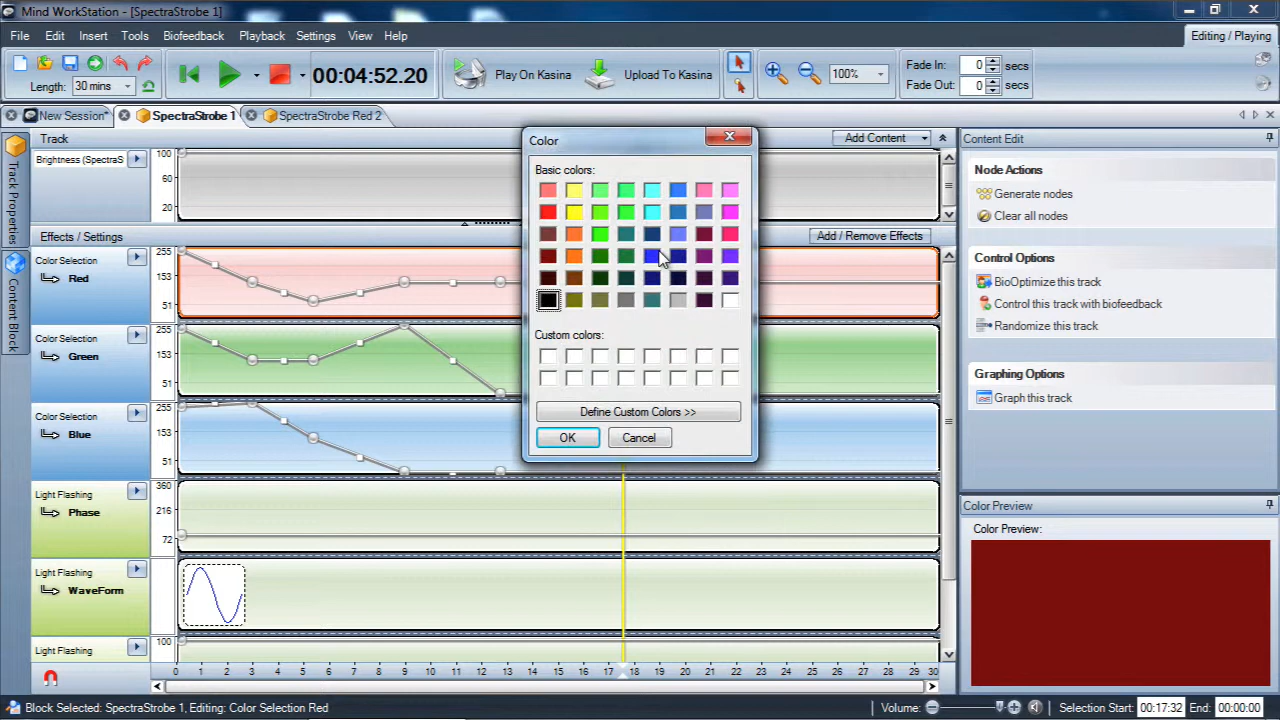 Mind WorkStation - [SpectraStrobe 1]
File Edit Insert Tools Biofeedback Playback Settings View Help
Editing / Playing
Length: 30 mins
00:04:52.20
Play On Kasina
Upload To Kasina
100%
Fade In: 0 secs
Fade Out: 0 secs
New Session*
SpectraStrobe 1
SpectraStrobe Red 2
Track Properties
Content Block
Track
Add Content
Brightness (SpectraS
100
60
20
Effects / Settings
Add / Remove Effects
Color Selection
Red
255
153
51
Color Selection
Green
255
153
51
Color Selection
Blue
255
153
51
Light Flashing
Phase
360
216
72
Light Flashing
WaveForm
Light Flashing
100
0 1 2 3 4 5 6 7 8 9 10 11 12 13 14 15 16 17 18 19 20 21 22 23 24 25 26 27 28 29 30
Color
Basic colors:
Custom colors:
Define Custom Colors >>
OK
Cancel
Content Edit
Node Actions
Generate nodes
Clear all nodes
Control Options
BioOptimize this track
Control this track with biofeedback
Randomize this track
Graphing Options
Graph this track
Color Preview
Color Preview:
Block Selected: SpectraStrobe 1, Editing: Color Selection Red
Volume:
Selection Start: 00:17:32 End: 00:00:00